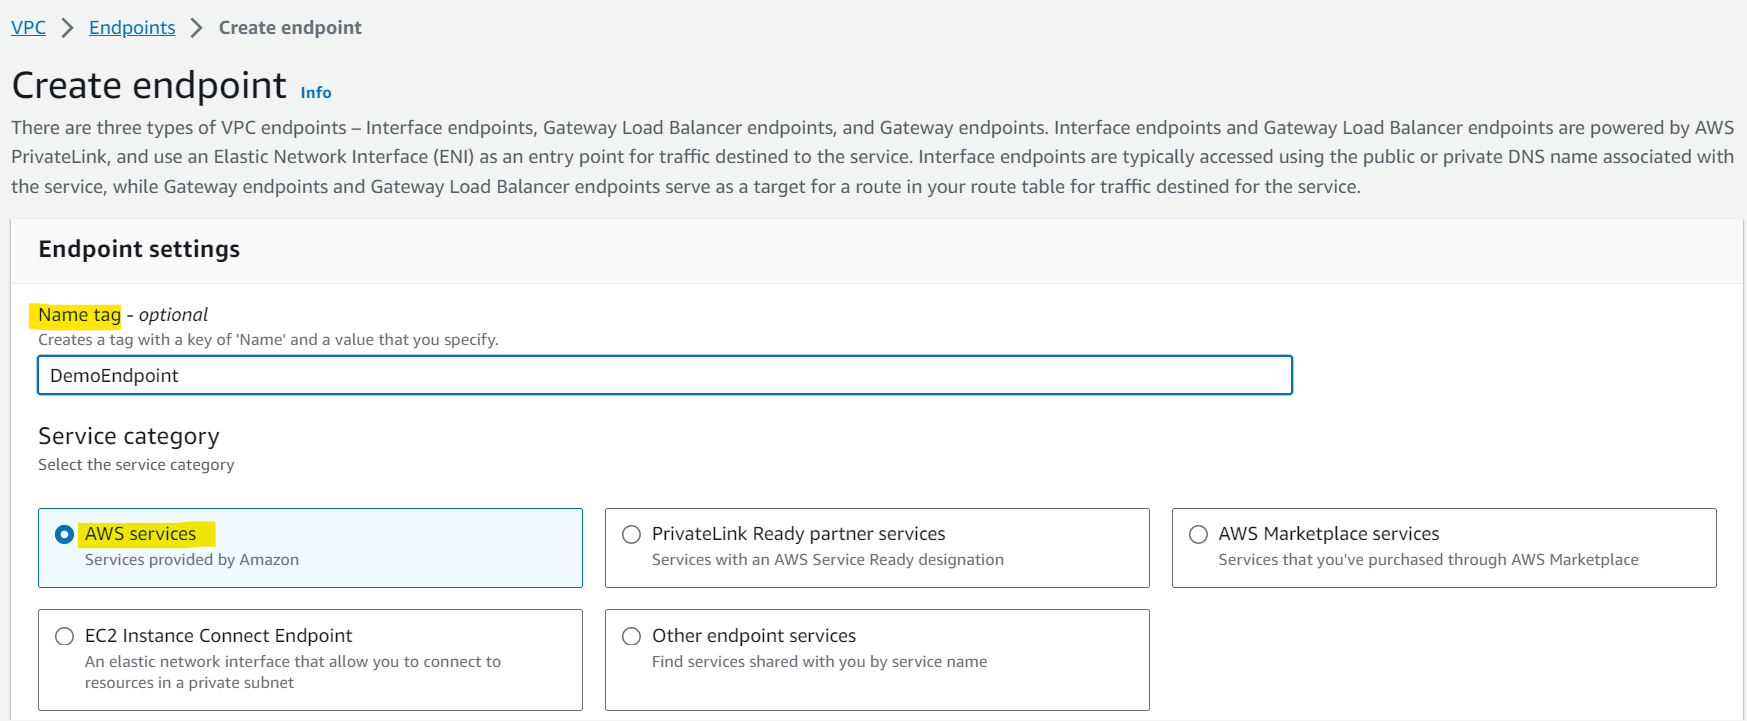 VPC > Endpoints > Create endpoint
Create endpoint Info
There are three types of VPC endpoints – Interface endpoints, Gateway Load Balancer endpoints, and Gateway endpoints. Interface endpoints and Gateway Load Balancer endpoints are powered by AWS
PrivateLink, and use an Elastic Network Interface (ENI) as an entry point for traffic destined to the service. Interface endpoints are typically accessed using the public or private DNS name associated with
the service, while Gateway endpoints and Gateway Load Balancer endpoints serve as a target for a route in your route table for traffic destined for the service.
Endpoint settings
Name tag - optional
Creates a tag with a key of 'Name' and a value that you specify.
DemoEndpoint
Service category
Select the service category
AWS services
Services provided by Amazon
PrivateLink Ready partner services
Services with an AWS Service Ready designation
AWS Marketplace services
Services that you've purchased through AWS Marketplace
EC2 Instance Connect Endpoint
An elastic network interface that allow you to connect to
resources in a private subnet
Other endpoint services
Find services shared with you by service name